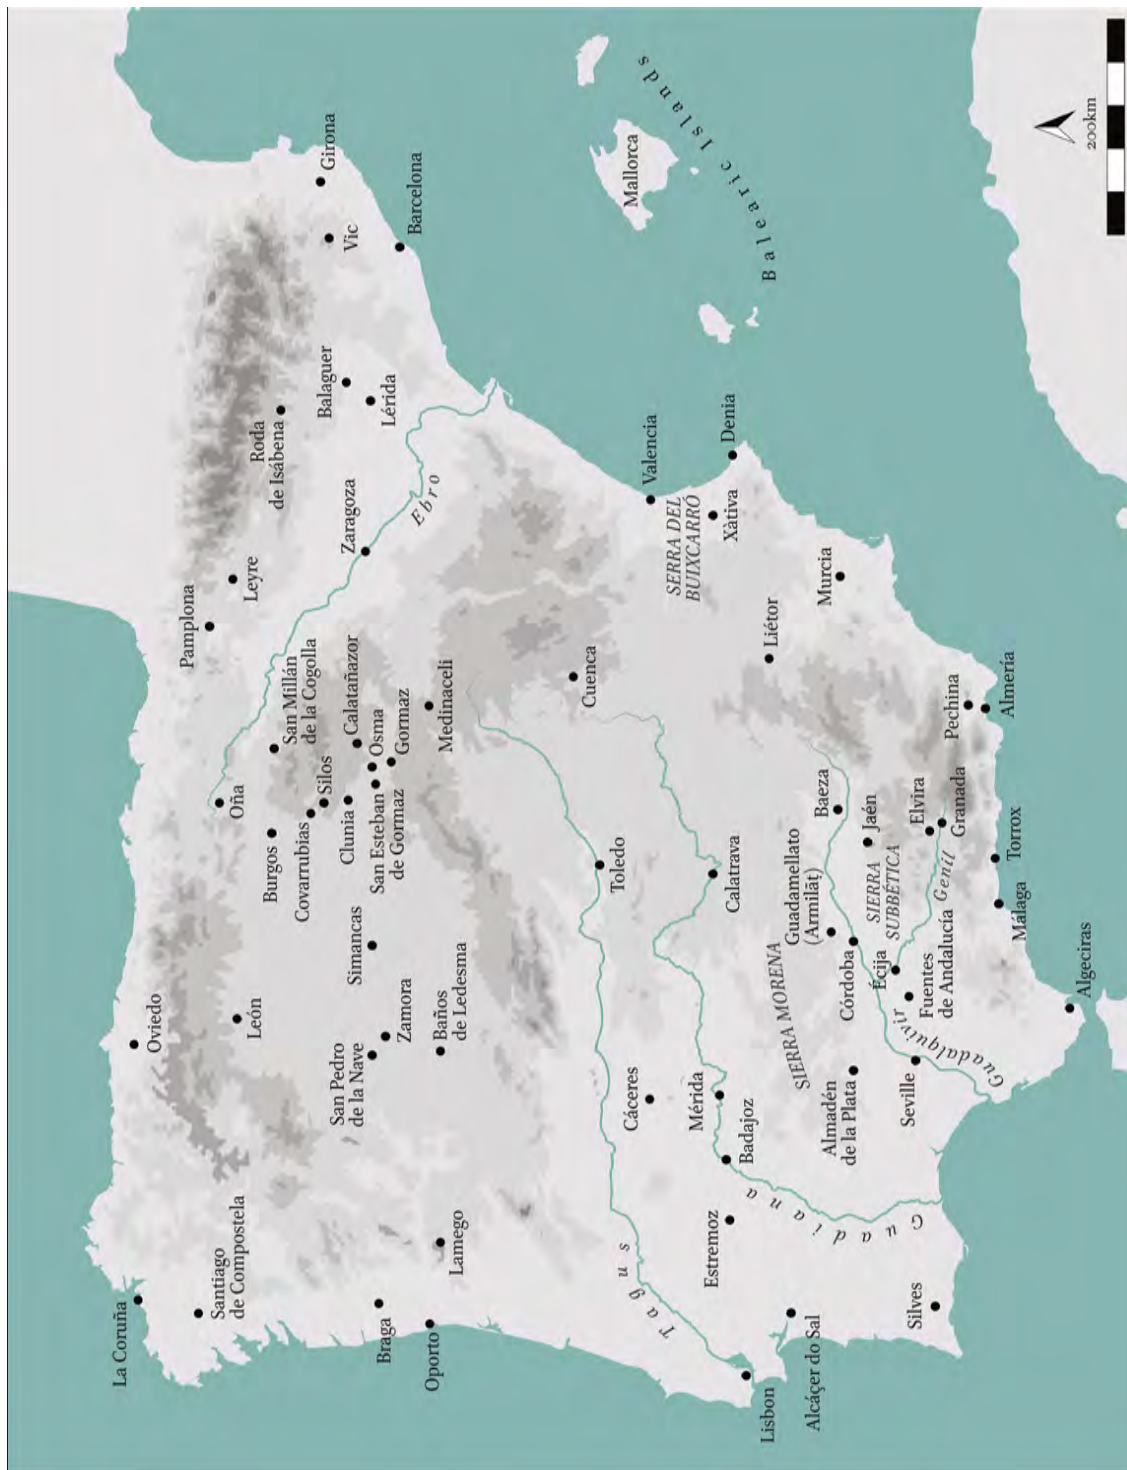 La Coruña
Santiago
de Compostela
Oviedo
León
Oña
Burgos
Covarrubias
Silos
San Millán
de la Cogolla
Pamplona
Leyre
Roda
de Isábena
Girona
Vic
Barcelona
Balaguer
Lérida
Zaragoza
Ebro
Calatañazor
Osma
Gormaz
Clunia
San Esteban
de Gormaz
Medinaceli
Simancas
Zamora
San Pedro
de la Nave
Baños
de Ledesma
Braga
Oporto
Lamego
Cuenca
Toledo
Tagus
Cáceres
Calatrava
Mérida
Badajoz
Guadiana
Estremoz
Lisbon
Alcáçer do Sal
Silves
Valencia
SERRA DEL
BUIXCARRÓ
Xàtiva
Denia
Mallorca
Balearic Islands
Liétor
Murcia
Baeza
Jaén
Guadamellato
(Armilāṭ)
SIERRA MORENA
SIERRA
SUBBÉTICA
Córdoba
Écija
Fuentes
de Andalucía
Almadén
de la Plata
Seville
Guadalquivir
Genil
Elvira
Granada
Pechina
Almería
Torrox
Málaga
Algeciras
200km